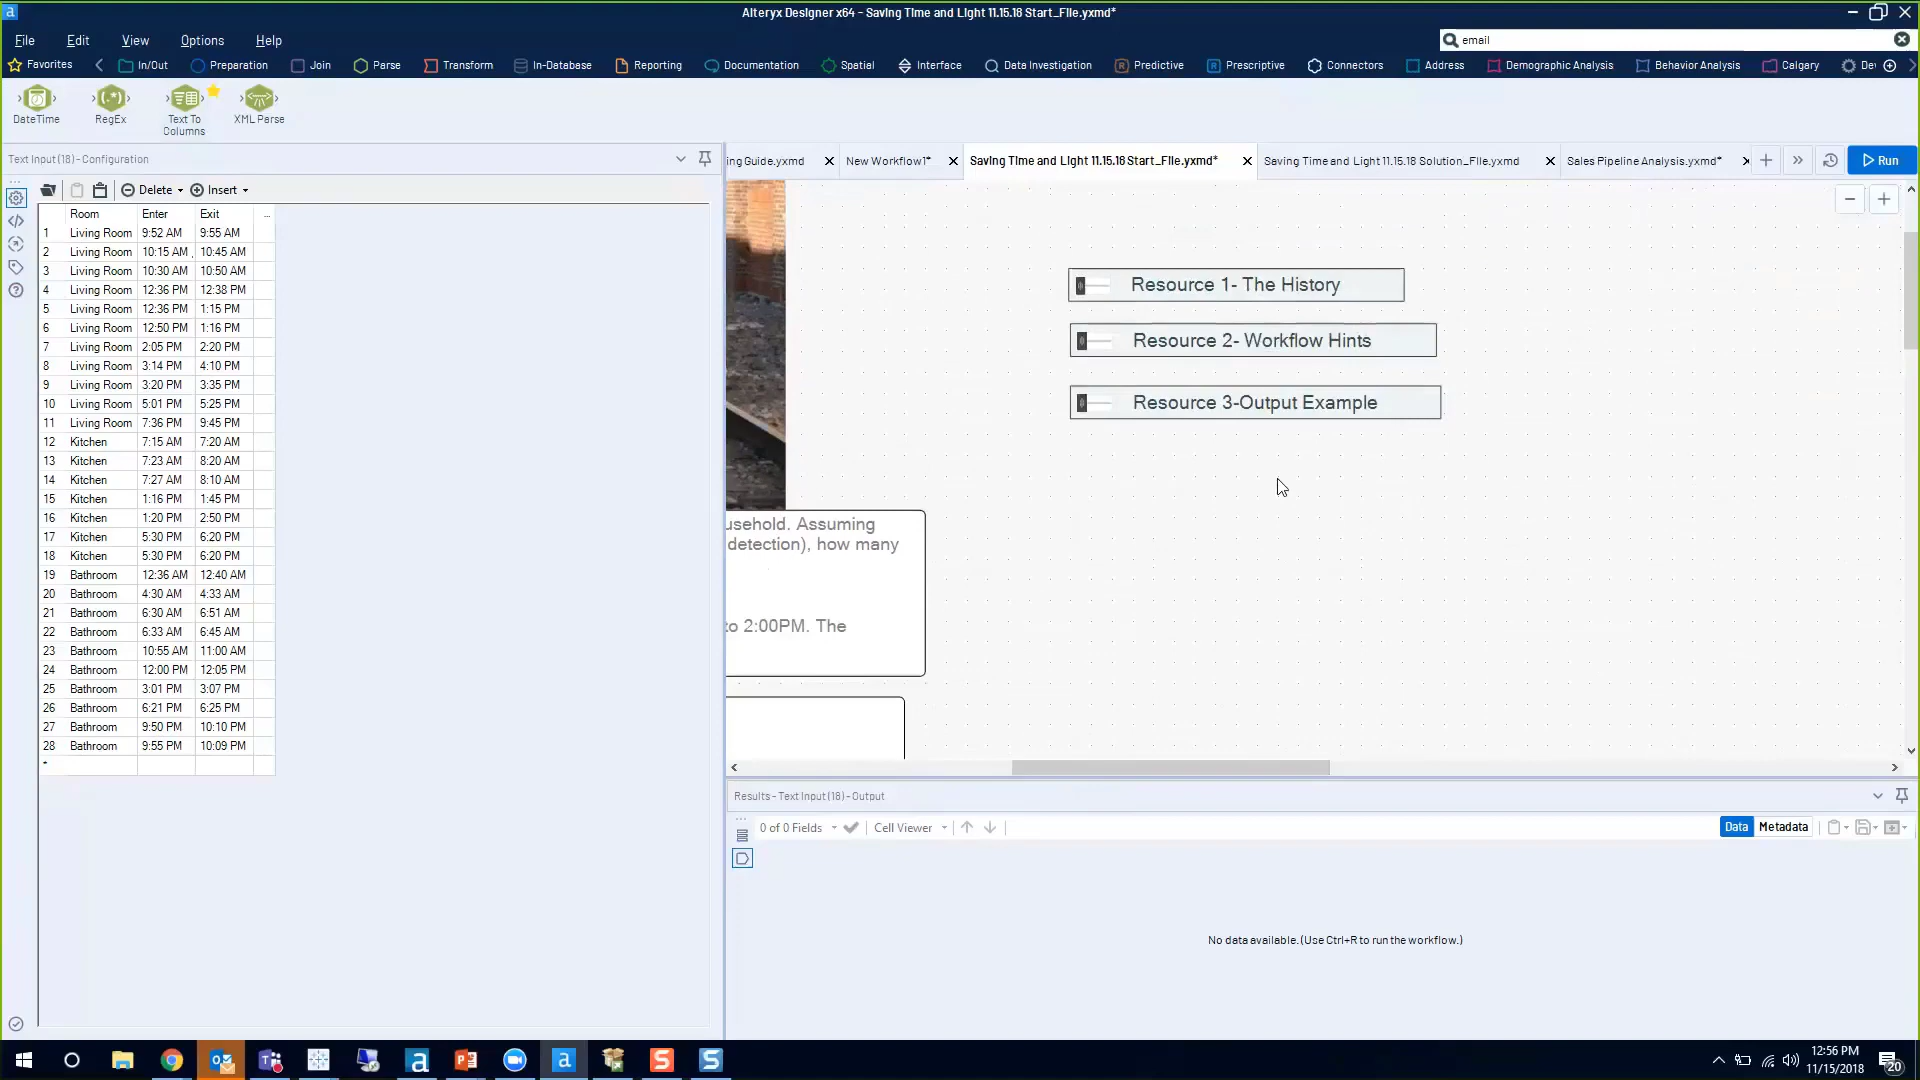 Alteryx Designer x64 - Saving Time and Light 11.15.18 Start_File.yxmd*
File Edit View Options Help
email
Favorites In/Out Preparation Join Parse Transform In-Database Reporting Documentation Spatial Interface Data Investigation Predictive Prescriptive Connectors Address Demographic Analysis Behavior Analysis Calgary De
DateTime RegEx Text To Columns XML Parse
Text Input (18) - Configuration
ing Guide.yxmd New Workflow1* Saving Time and Light 11.15.18 Start_File.yxmd* Saving Time and Light 11.15.18 Solution_File.yxmd Sales Pipeline Analysis.yxmd* Run
Delete Insert
Room Enter Exit ...
1 Living Room 9:52 AM 9:55 AM
2 Living Room 10:15 AM 10:45 AM
3 Living Room 10:30 AM 10:50 AM
4 Living Room 12:36 PM 12:38 PM
5 Living Room 12:36 PM 1:15 PM
6 Living Room 12:50 PM 1:16 PM
7 Living Room 2:05 PM 2:20 PM
8 Living Room 3:14 PM 4:10 PM
9 Living Room 3:20 PM 3:35 PM
10 Living Room 5:01 PM 5:25 PM
11 Living Room 7:36 PM 9:45 PM
12 Kitchen 7:15 AM 7:20 AM
13 Kitchen 7:23 AM 8:20 AM
14 Kitchen 7:27 AM 8:10 AM
15 Kitchen 1:16 PM 1:45 PM
16 Kitchen 1:20 PM 2:50 PM
17 Kitchen 5:30 PM 6:20 PM
18 Kitchen 5:30 PM 6:20 PM
19 Bathroom 12:36 AM 12:40 AM
20 Bathroom 4:30 AM 4:33 AM
21 Bathroom 6:30 AM 6:51 AM
22 Bathroom 6:33 AM 6:45 AM
23 Bathroom 10:55 AM 11:00 AM
24 Bathroom 12:00 PM 12:05 PM
25 Bathroom 3:01 PM 3:07 PM
26 Bathroom 6:21 PM 6:25 PM
27 Bathroom 9:50 PM 10:10 PM
28 Bathroom 9:55 PM 10:09 PM
*
Resource 1- The History
Resource 2- Workflow Hints
Resource 3-Output Example
usehold. Assuming
detection), how many
to 2:00PM. The
Results - Text Input (18) - Output
0 of 0 Fields Cell Viewer Data Metadata
No data available. (Use Ctrl+R to run the workflow.)
12:56 PM
11/15/2018
20